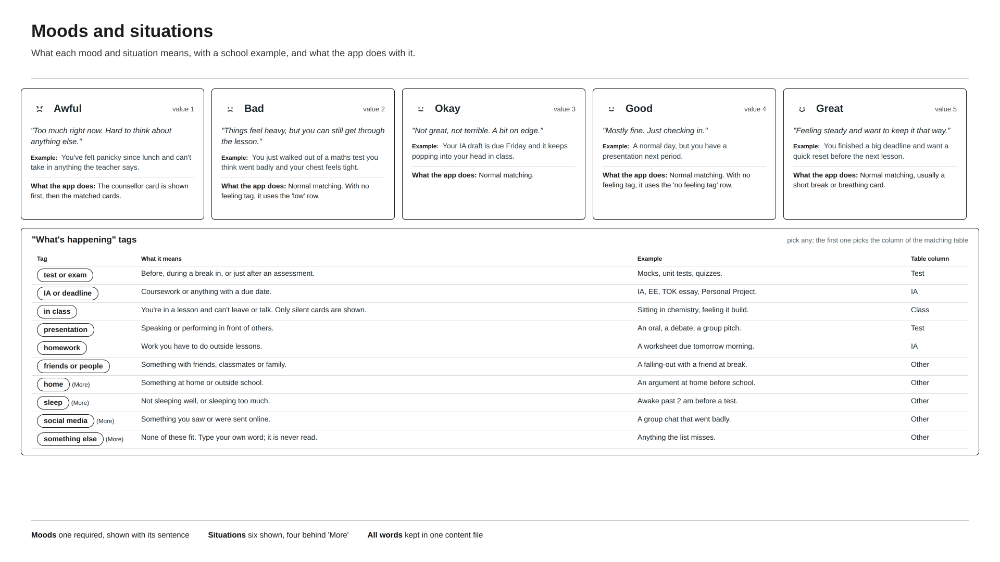 Moods and situations
What each mood and situation means, with a school example, and what the app does with it.
Awful value 1
"Too much right now. Hard to think about
anything else."
Example: You've felt panicky since lunch and can't
take in anything the teacher says.
What the app does: The counsellor card is shown
first, then the matched cards.
Bad value 2
"Things feel heavy, but you can still get through
the lesson."
Example: You just walked out of a maths test you
think went badly and your chest feels tight.
What the app does: Normal matching. With no
feeling tag, it uses the 'low' row.
Okay value 3
"Not great, not terrible. A bit on edge."
Example: Your IA draft is due Friday and it keeps
popping into your head in class.
What the app does: Normal matching.
Good value 4
"Mostly fine. Just checking in."
Example: A normal day, but you have a
presentation next period.
What the app does: Normal matching. With no
feeling tag, it uses the 'no feeling tag' row.
Great value 5
"Feeling steady and want to keep it that way."
Example: You finished a big deadline and want a
quick reset before the next lesson.
What the app does: Normal matching, usually a
short break or breathing card.
"What's happening" tags pick any; the first one picks the column of the matching table
Tag What it means Example Table column
test or exam Before, during a break in, or just after an assessment. Mocks, unit tests, quizzes. Test
IA or deadline Coursework or anything with a due date. IA, EE, TOK essay, Personal Project. IA
in class You're in a lesson and can't leave or talk. Only silent cards are shown. Sitting in chemistry, feeling it build. Class
presentation Speaking or performing in front of others. An oral, a debate, a group pitch. Test
homework Work you have to do outside lessons. A worksheet due tomorrow morning. IA
friends or people Something with friends, classmates or family. A falling-out with a friend at break. Other
home (More) Something at home or outside school. An argument at home before school. Other
sleep (More) Not sleeping well, or sleeping too much. Awake past 2 am before a test. Other
social media (More) Something you saw or were sent online. A group chat that went badly. Other
something else (More) None of these fit. Type your own word; it is never read. Anything the list misses. Other
Moods one required, shown with its sentence Situations six shown, four behind 'More' All words kept in one content file